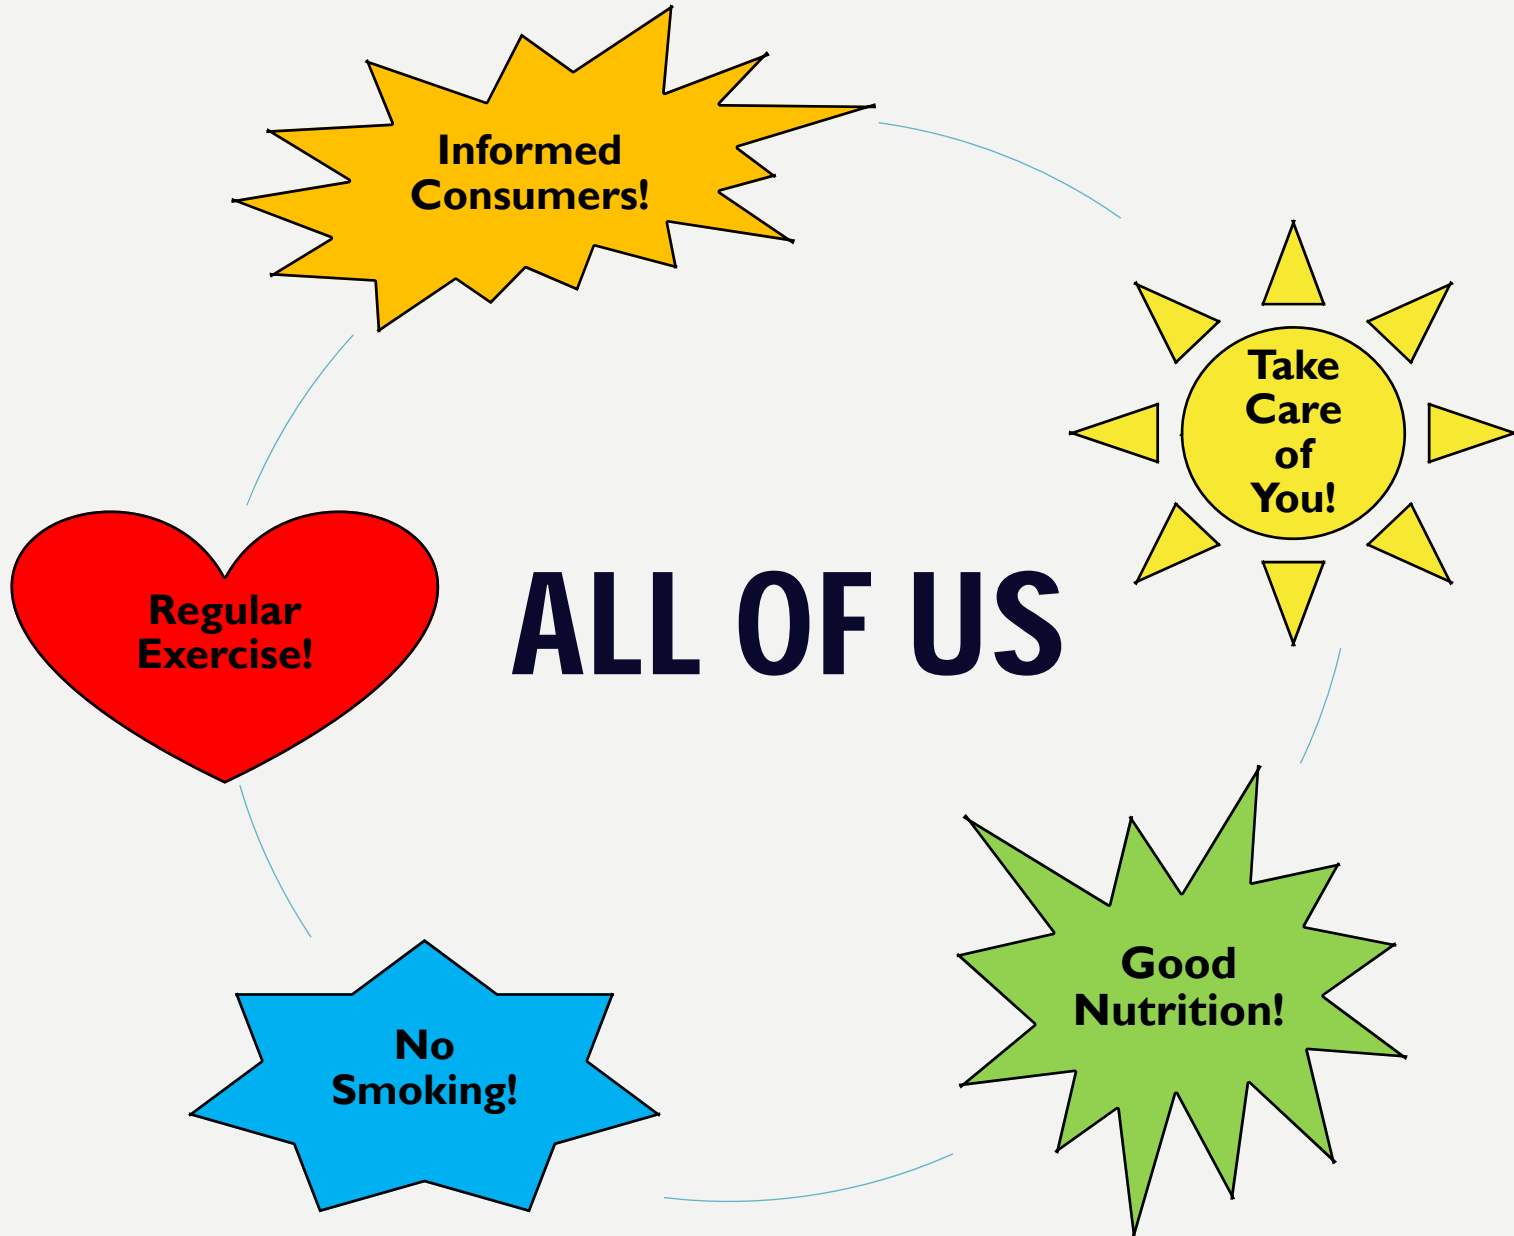 Informed
Consumers!
Take
Care
of
You!
Regular
Exercise!
ALL OF US
Good
Nutrition!
No
Smoking!